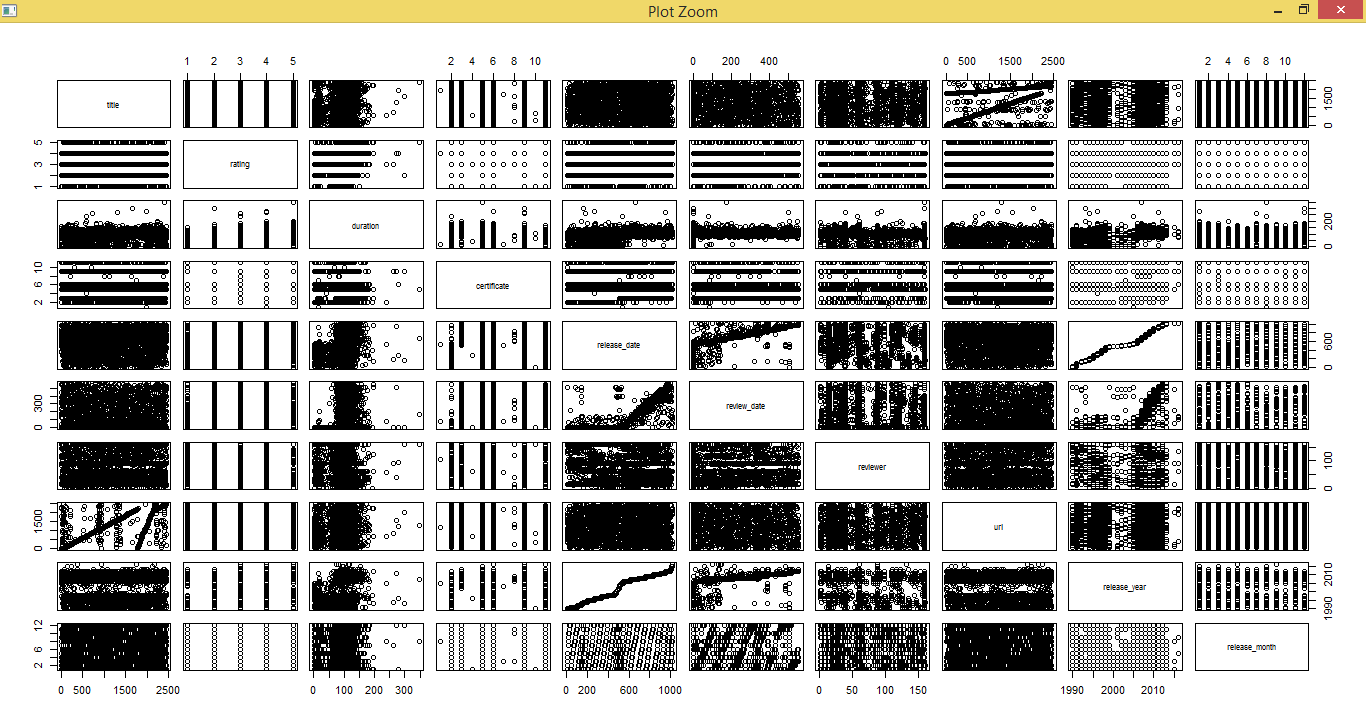 Plot Zoom
1 2 3 4 5 2 4 6 8 10 0 200 400 0 500 1500 2500 2 4 6 8 10
title 0 1500
1 3 5 rating
duration 0 200
2 6 10 certificate
release_date 0 600
0 300 review_date
reviewer 0 100
0 1500 url
release_year 1990 2010
2 6 12 release_month
0 500 1500 2500 0 100 200 300 0 200 600 1000 0 50 100 150 1990 2000 2010